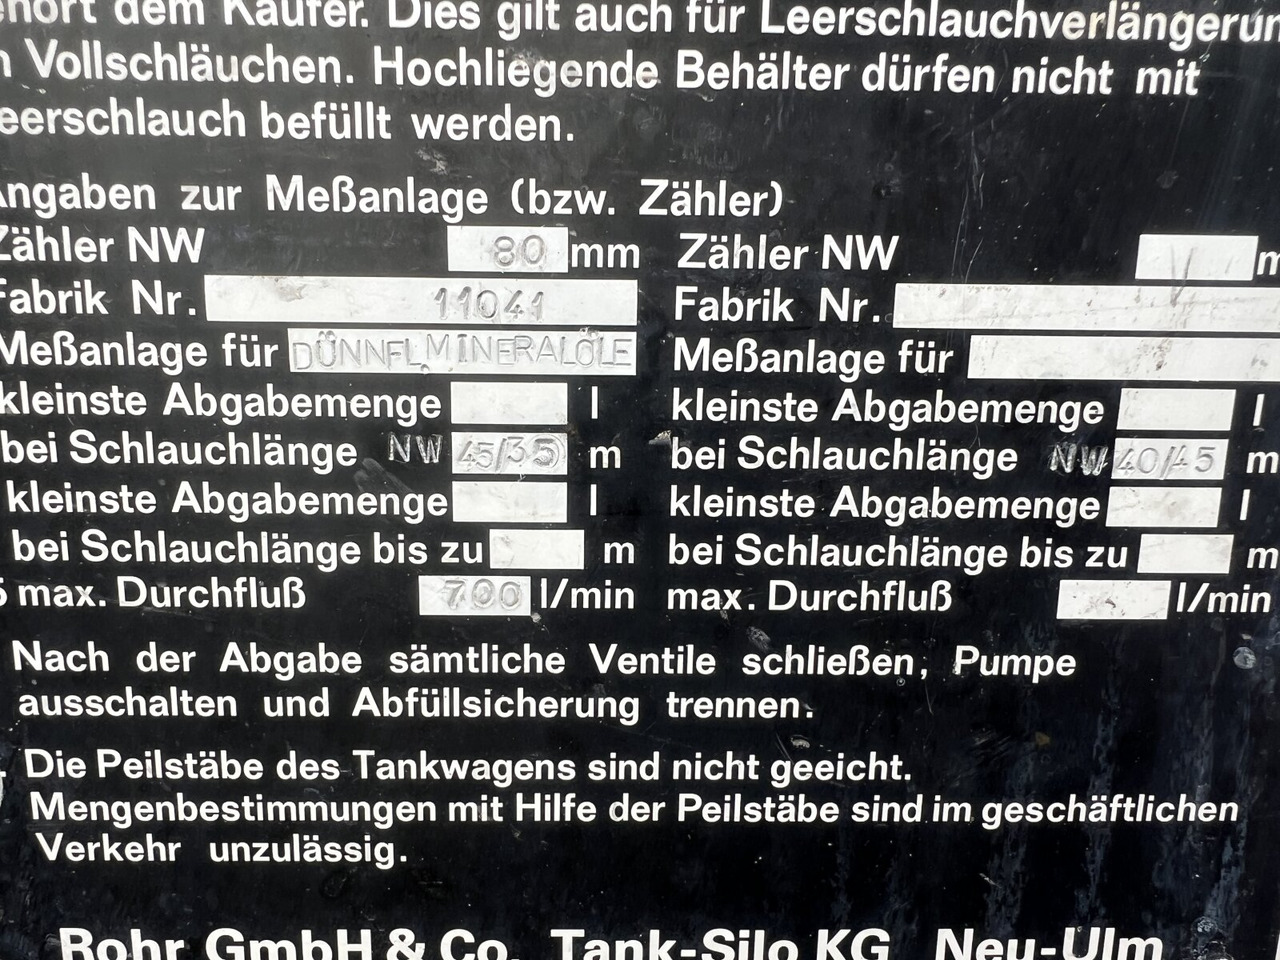 ehört dem Käufer. Dies gilt auch für Leerschlauchverlängerun
n Vollschläuchen. Hochliegende Behälter dürfen nicht mit
eerschlauch befüllt werden.
Angaben zur Meßanlage (bzw. Zähler)
Zähler NW 80 mm Zähler NW m
Fabrik Nr. 11041 Fabrik Nr.
Meßanlage für DÜNNFL. MINERALÖLE Meßanlage für
kleinste Abgabemenge l kleinste Abgabemenge l
bei Schlauchlänge NW 45/35 m bei Schlauchlänge NW 40/45 m
kleinste Abgabemenge l kleinste Abgabemenge l
bei Schlauchlänge bis zu m bei Schlauchlänge bis zu m
max. Durchfluß 700 l/min max. Durchfluß l/min
Nach der Abgabe sämtliche Ventile schließen, Pumpe
ausschalten und Abfüllsicherung trennen.
Die Peilstäbe des Tankwagens sind nicht geeicht.
Mengenbestimmungen mit Hilfe der Peilstäbe sind im geschäftlichen
Verkehr unzulässig.
Rohr GmbH & Co. Tank-Silo KG Neu-Ulm